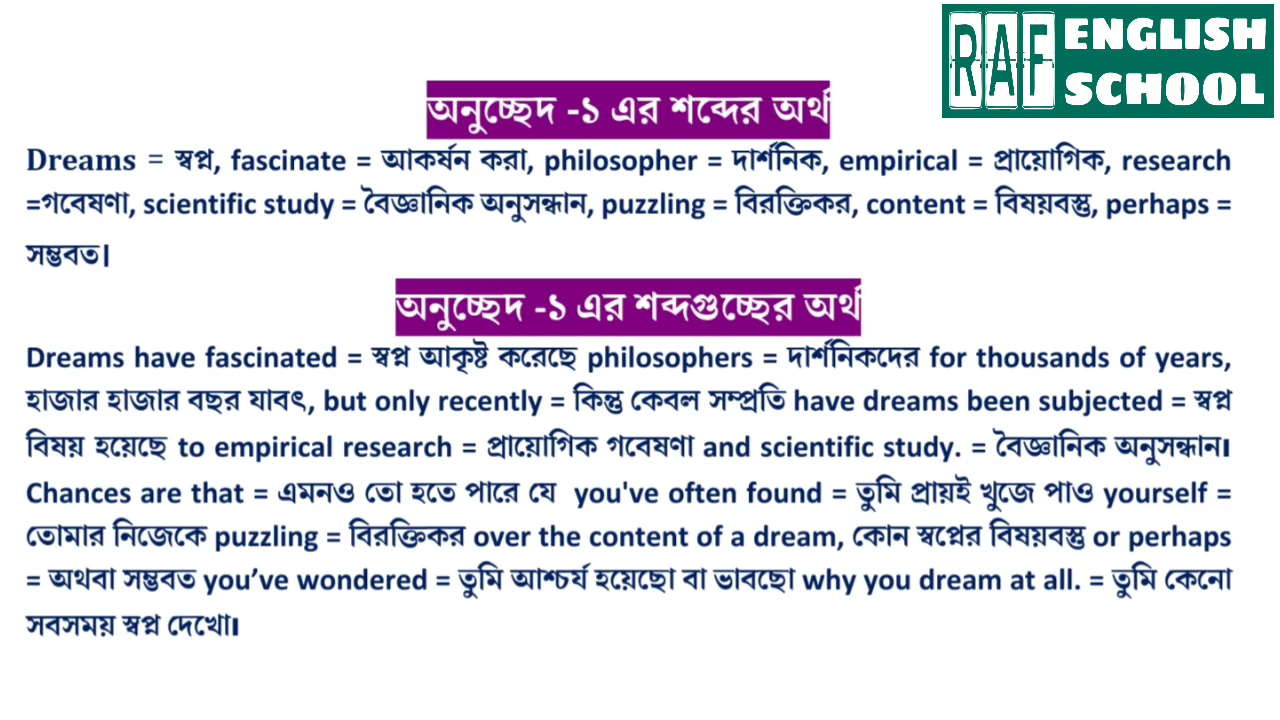 RAF ENGLISH
SCHOOL
অনুচ্ছেদ -১ এর শব্দের অর্থ
Dreams = স্বপ্ন, fascinate = আকর্ষন করা, philosopher = দার্শনিক, empirical = প্রায়োগিক, research
=গবেষণা, scientific study = বৈজ্ঞানিক অনুসন্ধান, puzzling = বিরক্তিকর, content = বিষয়বস্তু, perhaps =
সম্ভবত।
অনুচ্ছেদ -১ এর শব্দগুচ্ছের অর্থ
Dreams have fascinated = স্বপ্ন আকৃষ্ট করেছে philosophers = দার্শনিকদের for thousands of years,
হাজার হাজার বছর যাবৎ, but only recently = কিন্তু কেবল সম্প্রতি have dreams been subjected = স্বপ্ন
বিষয় হয়েছে to empirical research = প্রায়োগিক গবেষণা and scientific study. = বৈজ্ঞানিক অনুসন্ধান।
Chances are that = এমনও তো হতে পারে যে you've often found = তুমি প্রায়ই খুজে পাও yourself =
তোমার নিজেকে puzzling = বিরক্তিকর over the content of a dream, কোন স্বপ্নের বিষয়বস্তু or perhaps
= অথবা সম্ভবত you’ve wondered = তুমি আশ্চর্য হয়েছো বা ভাবছো why you dream at all. = তুমি কেনো
সবসময় স্বপ্ন দেখো।